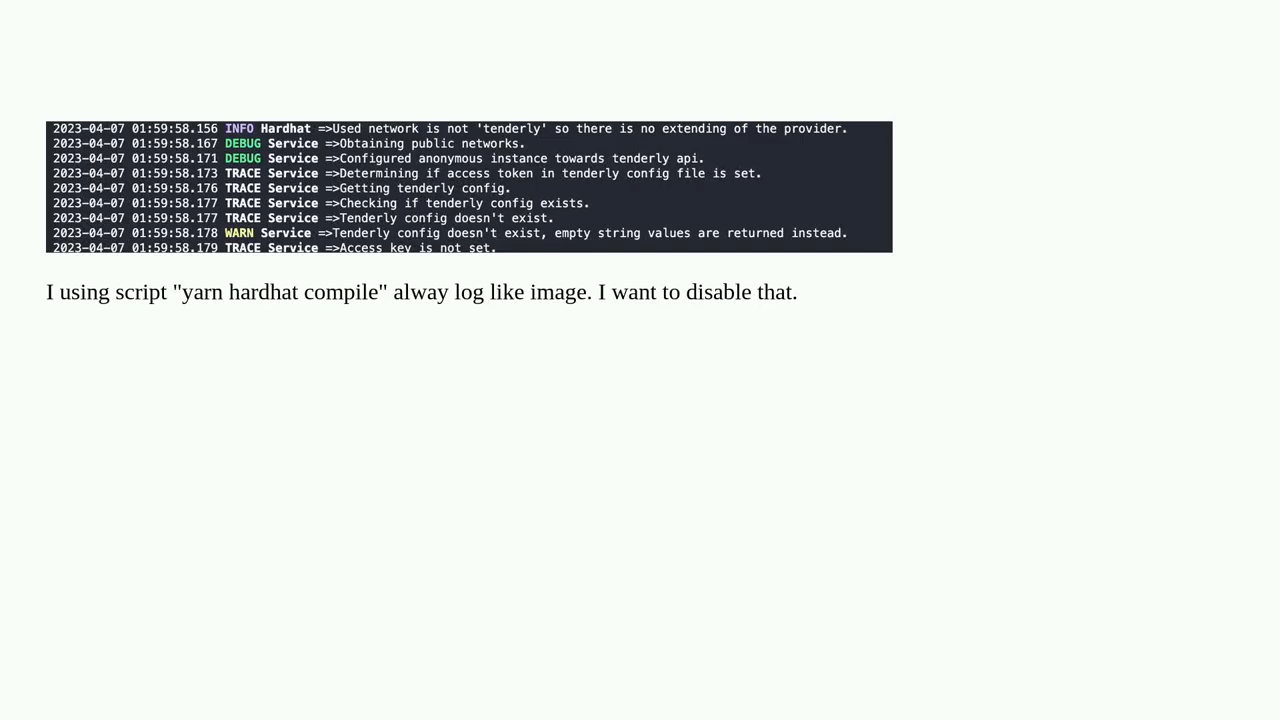 2023-04-07 01:59:58.156 INFO Hardhat =>Used network is not 'tenderly' so there is no extending of the provider.
2023-04-07 01:59:58.167 DEBUG Service =>Obtaining public networks.
2023-04-07 01:59:58.171 DEBUG Service =>Configured anonymous instance towards tenderly api.
2023-04-07 01:59:58.173 TRACE Service =>Determining if access token in tenderly config file is set.
2023-04-07 01:59:58.176 TRACE Service =>Getting tenderly config.
2023-04-07 01:59:58.177 TRACE Service =>Checking if tenderly config exists.
2023-04-07 01:59:58.177 TRACE Service =>Tenderly config doesn't exist.
2023-04-07 01:59:58.178 WARN Service =>Tenderly config doesn't exist, empty string values are returned instead.
2023-04-07 01:59:58.179 TRACE Service =>Access key is not set.
I using script "yarn hardhat compile" alway log like image. I want to disable that.